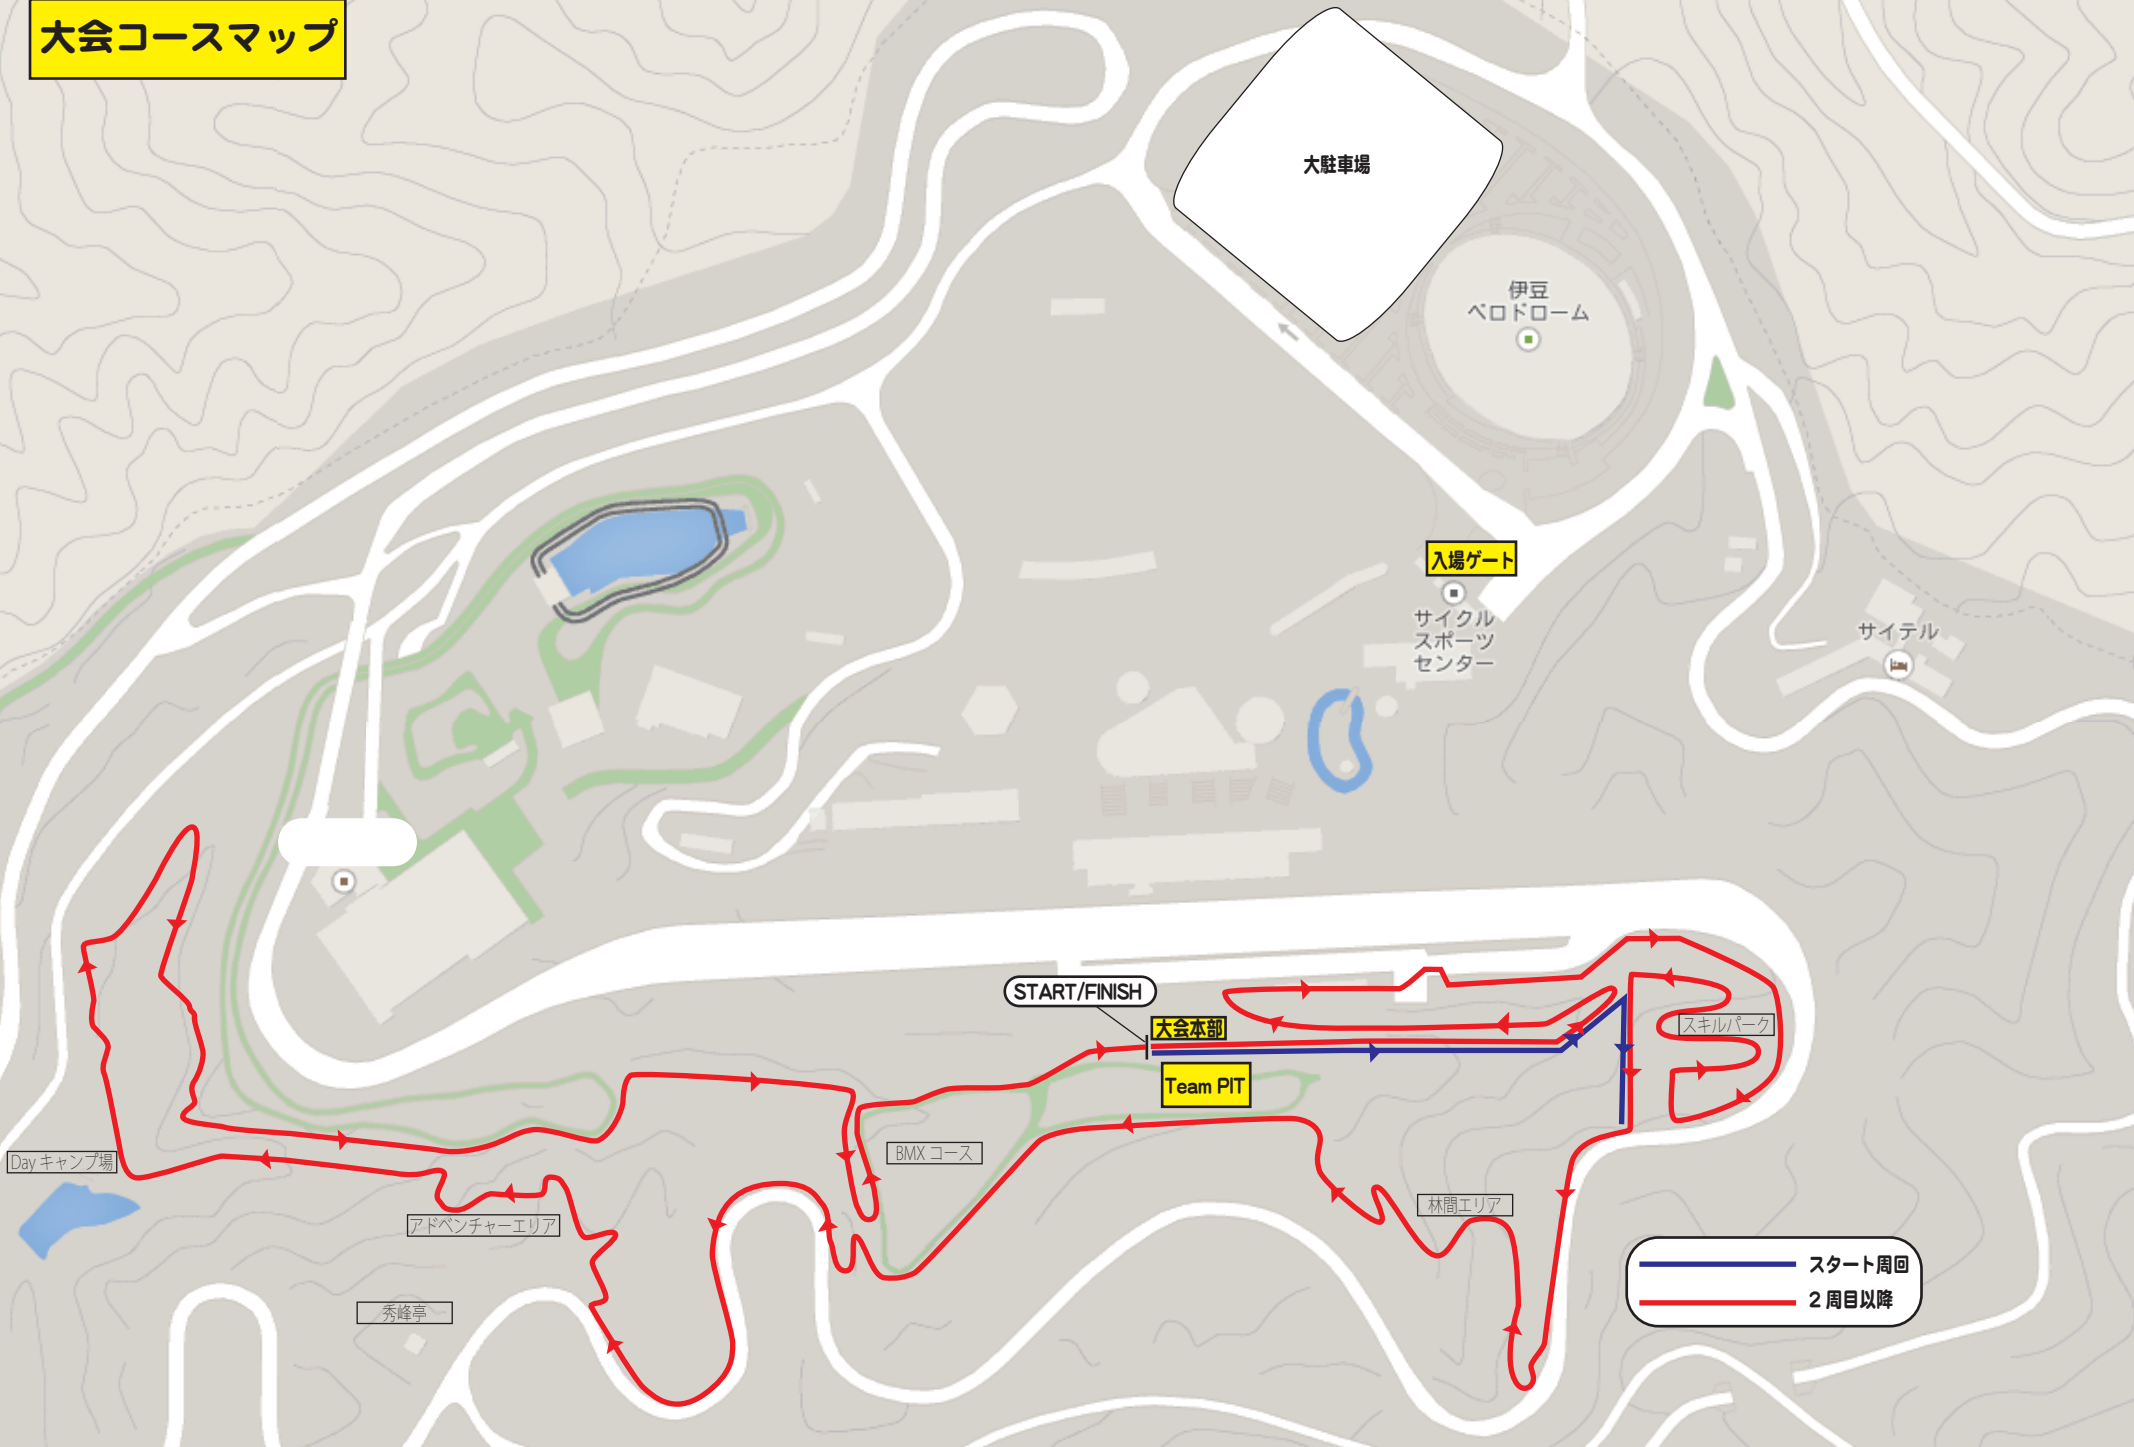 大会コースマップ
大駐車場
伊豆
ベロドローム
入場ゲート
サイクル
スポーツ
センター
サイテル
START/FINISH
大会本部
スキルパーク
Team PIT
Day キャンプ場
BMX コース
アドベンチャーエリア
林間エリア
秀峰亭
スタート周回
2 周目以降